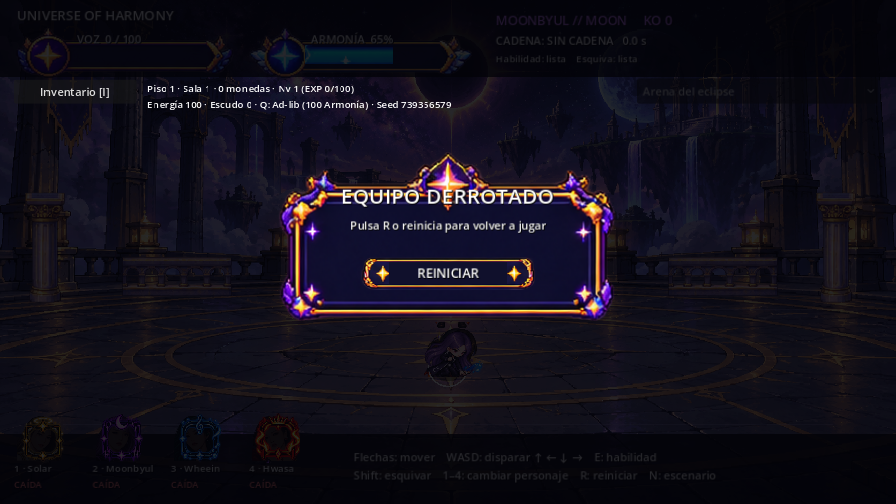 UNIVERSE OF HARMONY
VOZ 0 / 100
ARMONÍA 65%
MOONBYUL // MOON KO 0
CADENA: SIN CADENA 0.0 s
Habilidad: lista Esquiva: lista
Inventario [I]
Piso 1 · Sala 1 · 0 monedas · Nv 1 (EXP 0/100)
Energía 100 · Escudo 0 · Q: Ad-lib (100 Armonía) · Seed 739356579
Arena del eclipse
EQUIPO DERROTADO
Pulsa R o reinicia para volver a jugar
REINICIAR
1 · Solar
2 · Moonbyul
3 · Wheein
4 · Hwasa
CAÍDA
CAÍDA
CAÍDA
CAÍDA
Flechas: mover WASD: disparar ↑ ← ↓ → E: habilidad
Shift: esquivar 1–4: cambiar personaje R: reiniciar N: escenario